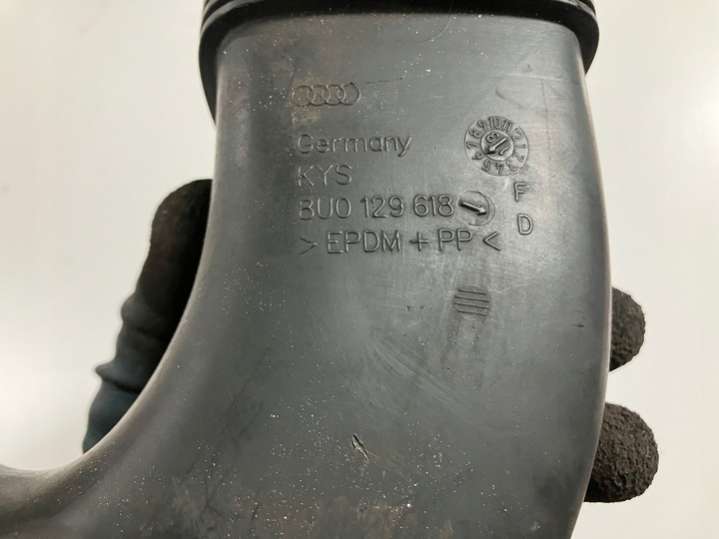 Germany
KYS
8U0 129 618
> EPDM + PP <
F
D